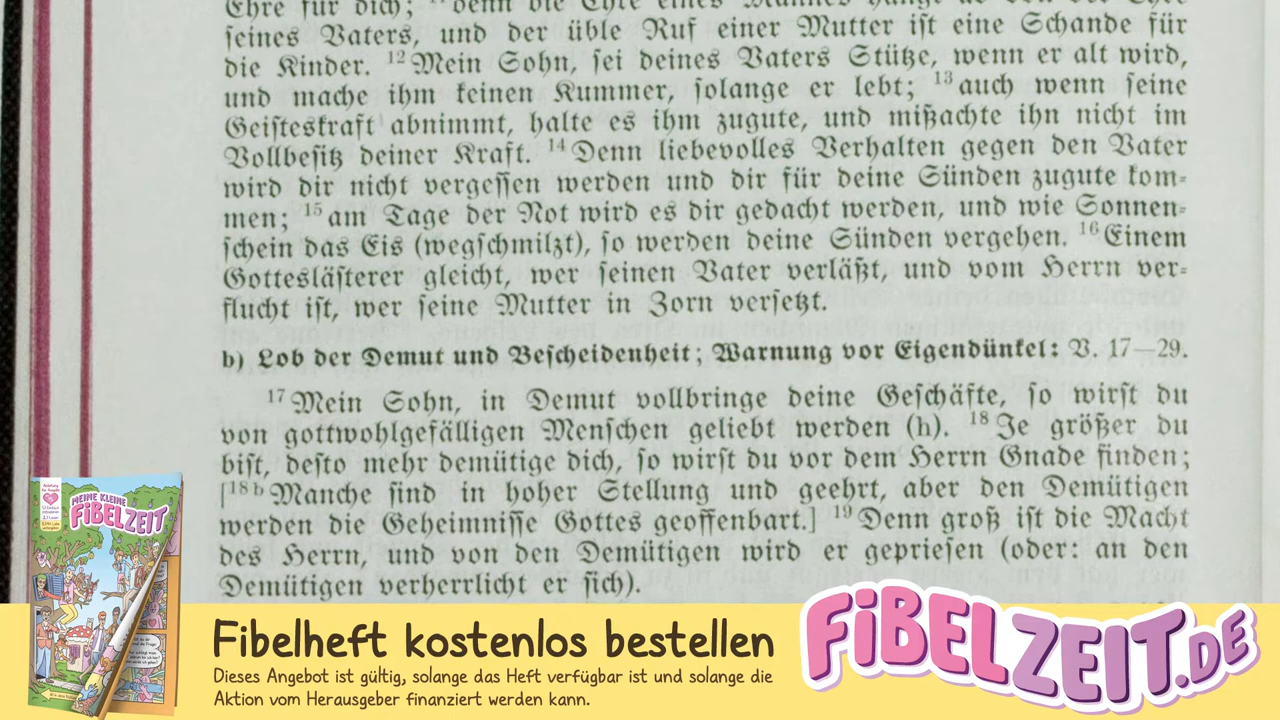 Ehre für dich; 11 denn die Ehre eines Mannes hängt ab von der Ehre
seines Vaters, und der üble Ruf einer Mutter ist eine Schande für
die Kinder. 12 Mein Sohn, sei deines Vaters Stütze, wenn er alt wird,
und mache ihm keinen Kummer, solange er lebt; 13 auch wenn seine
Geisteskraft abnimmt, halte es ihm zugute, und mißachte ihn nicht im
Vollbesitz deiner Kraft. 14 Denn liebevolles Verhalten gegen den Vater
wird dir nicht vergessen werden und dir für deine Sünden zugute kom-
men; 15 am Tage der Not wird es dir gedacht werden, und wie Sonnen-
schein das Eis (wegschmilzt), so werden deine Sünden vergehen. 16 Einem
Gotteslästerer gleicht, wer seinen Vater verläßt, und vom Herrn ver-
flucht ist, wer seine Mutter in Zorn versetzt.
b) Lob der Demut und Bescheidenheit; Warnung vor Eigendünkel: V. 17—29.
17 Mein Sohn, in Demut vollbringe deine Geschäfte, so wirst du
von gottwohlgefälligen Menschen geliebt werden (h). 18 Je größer du
bist, desto mehr demütige dich, so wirst du vor dem Herrn Gnade finden;
[18b Manche sind in hoher Stellung und geehrt, aber den Demütigen
werden die Geheimnisse Gottes geoffenbart.] 19 Denn groß ist die Macht
des Herrn, und von den Demütigen wird er gepriesen (oder: an den
Demütigen verherrlicht er sich).
MEINE KLEINE
FiBELZEIT
Fibelheft kostenlos bestellen
Dieses Angebot ist gültig, solange das Heft verfügbar ist und solange die
Aktion vom Herausgeber finanziert werden kann.
FiBELZEIT.DE